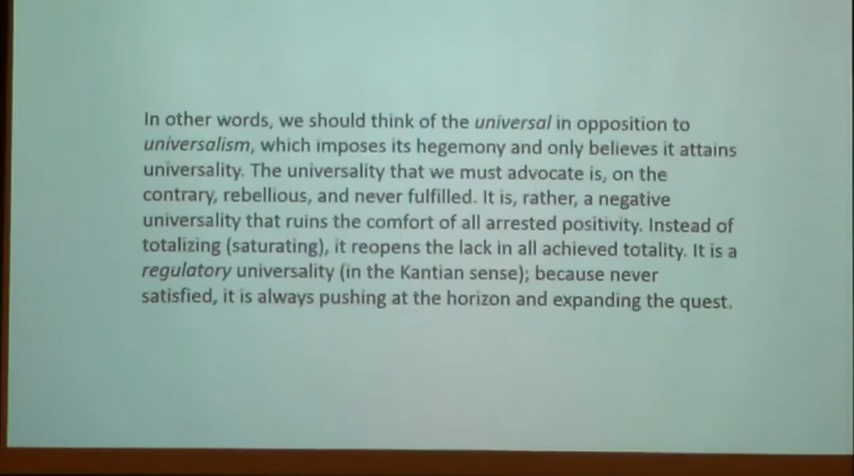 In other words, we should think of the universal in opposition to
universalism, which imposes its hegemony and only believes it attains
universality. The universality that we must advocate is, on the
contrary, rebellious, and never fulfilled. It is, rather, a negative
universality that ruins the comfort of all arrested positivity. Instead of
totalizing (saturating), it reopens the lack in all achieved totality. It is a
regulatory universality (in the Kantian sense); because never
satisfied, it is always pushing at the horizon and expanding the quest.